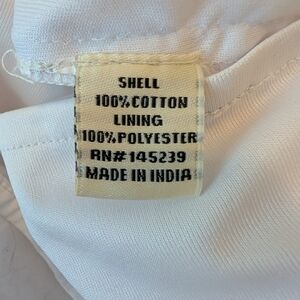 SHELL
100%COTTON
LINING
100%POLYESTER
RN#145239
MADE IN INDIA